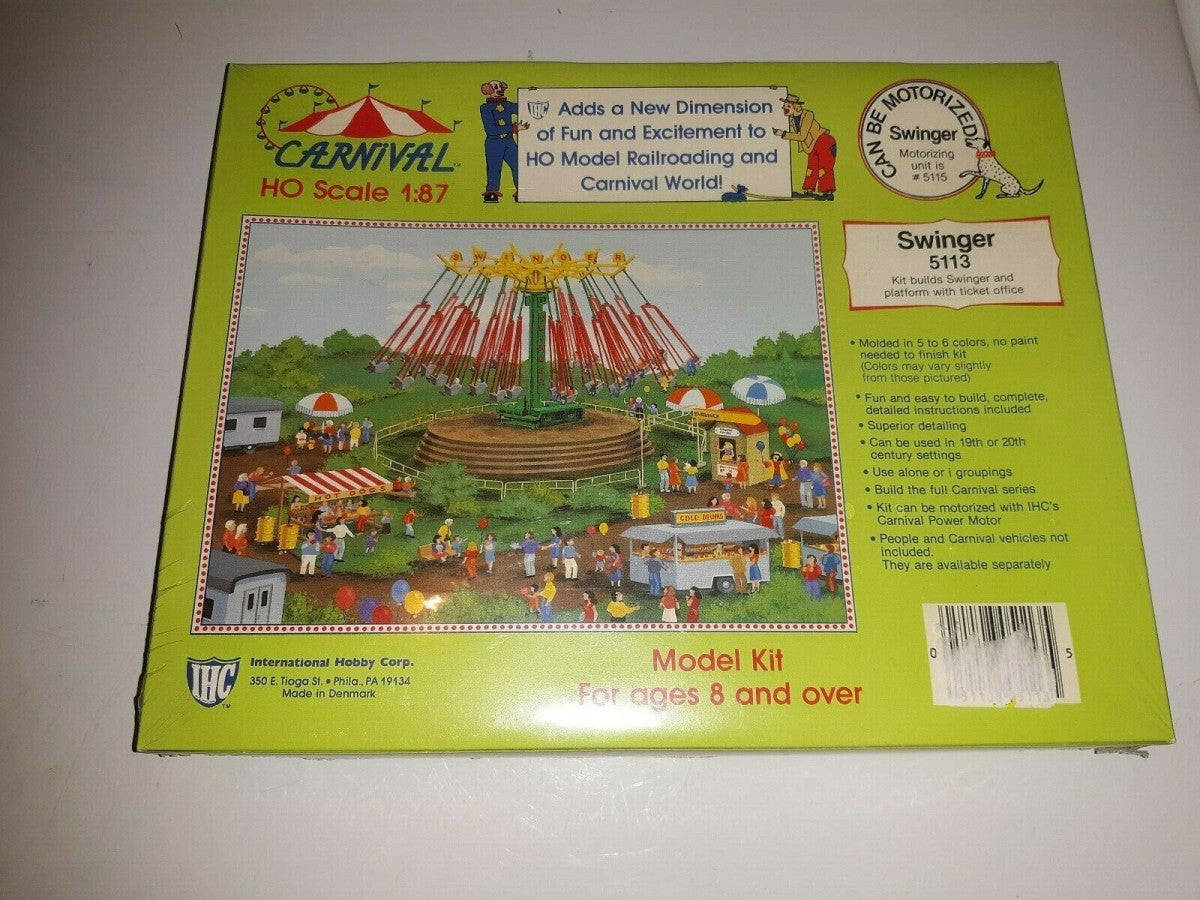 CARNIVAL™
HO Scale 1:87
IHC Adds a New Dimension
of Fun and Excitement to
HO Model Railroading and
Carnival World!
CAN BE MOTORIZED!
Swinger
Motorizing
unit is
# 5115
Swinger
5113
Kit builds Swinger and
platform with ticket office
SWINGER
ENTRANCE
HOT DOGS
COLD DRINKS
• Molded in 5 to 6 colors, no paint
needed to finish kit
(Colors may vary slightly
from those pictured)
• Fun and easy to build, complete,
detailed instructions included
• Superior detailing
• Can be used in 19th or 20th
century settings
• Use alone or i groupings
• Build the full Carnival series
• Kit can be motorized with IHC's
Carnival Power Motor
• People and Carnival vehicles not
included.
They are available separately
IHC™
International Hobby Corp.
350 E. Tioga St. • Phila., PA 19134
Made in Denmark
Model Kit
For ages 8 and over
0 5